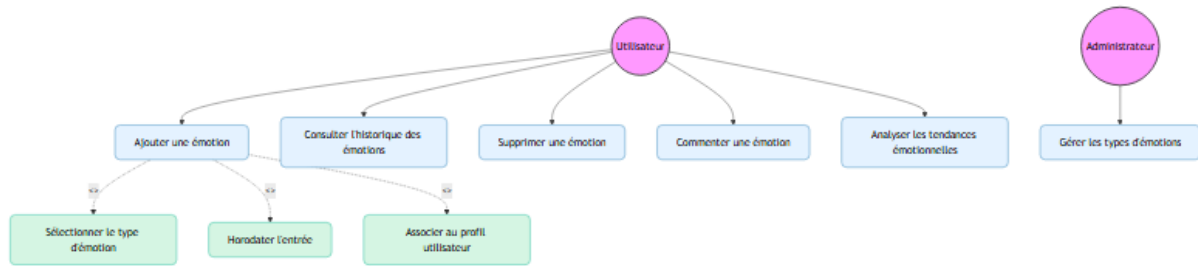 Utilisateur
Administrateur
Ajouter une émotion
Consulter l'historique des
émotions
Supprimer une émotion
Commenter une émotion
Analyser les tendances
émotionnelles
Gérer les types d'émotions
<>
<>
<>
Sélectionner le type
d'émotion
Horodater l'entrée
Associer au profil
utilisateur